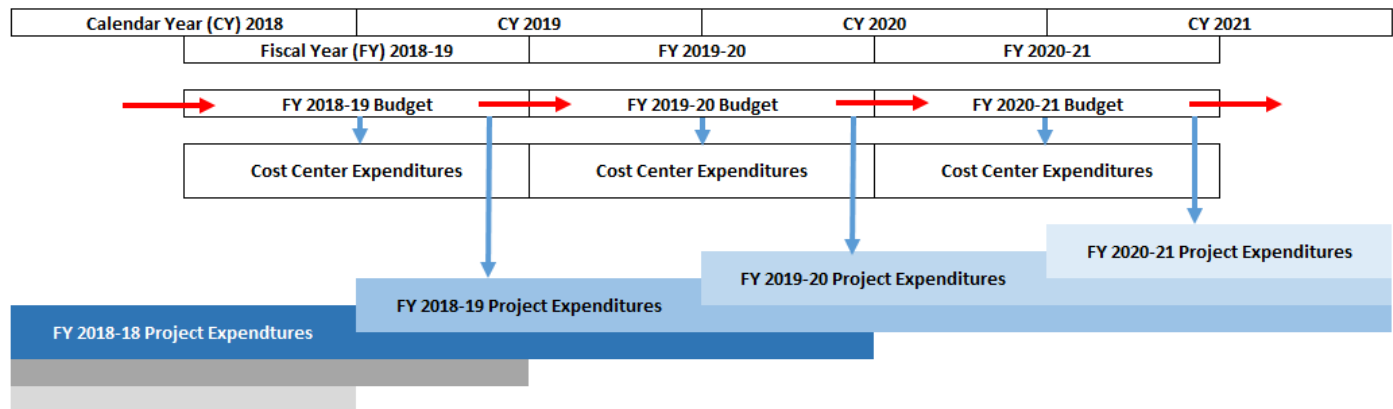 Calendar Year (CY) 2018 CY 2019 CY 2020 CY 2021
Fiscal Year (FY) 2018-19 FY 2019-20 FY 2020-21
FY 2018-19 Budget FY 2019-20 Budget FY 2020-21 Budget
Cost Center Expenditures Cost Center Expenditures Cost Center Expenditures
FY 2020-21 Project Expenditures
FY 2019-20 Project Expenditures
FY 2018-19 Project Expenditures
FY 2018-18 Project Expendtures